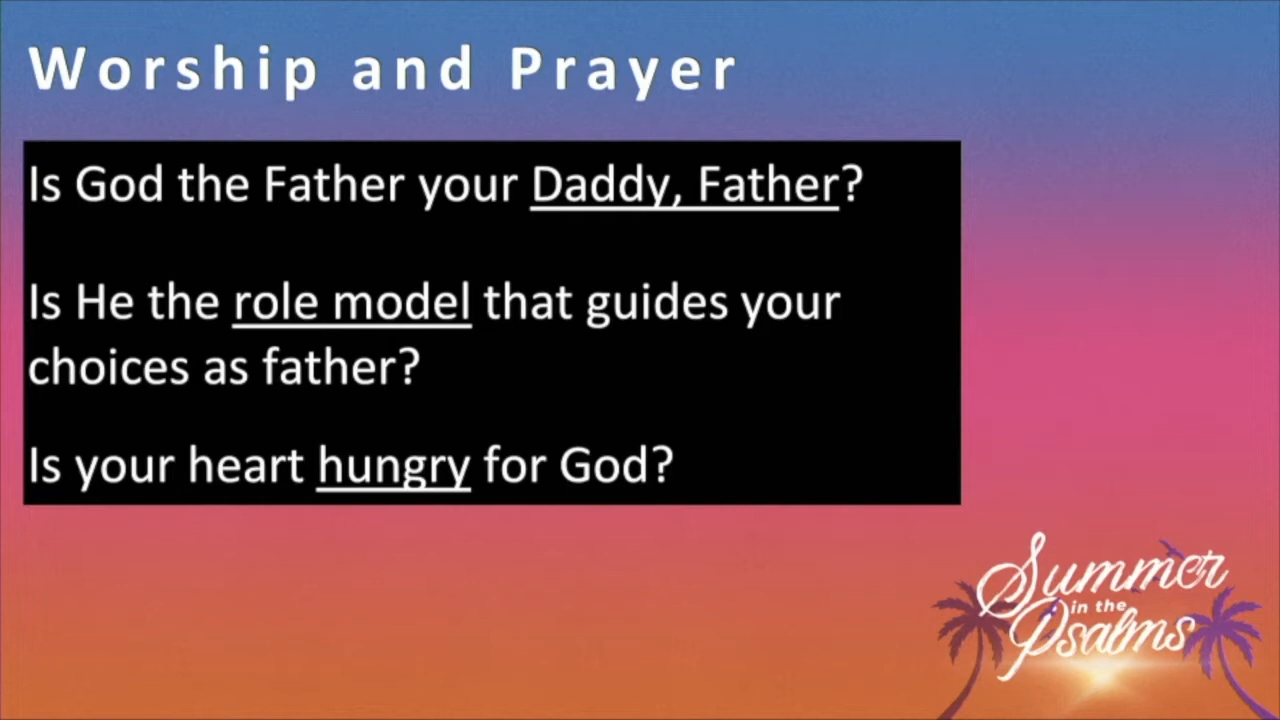 Worship and Prayer
Is God the Father your Daddy, Father?
Is He the role model that guides your
choices as father?
Is your heart hungry for God?
Summer
in the
Psalms